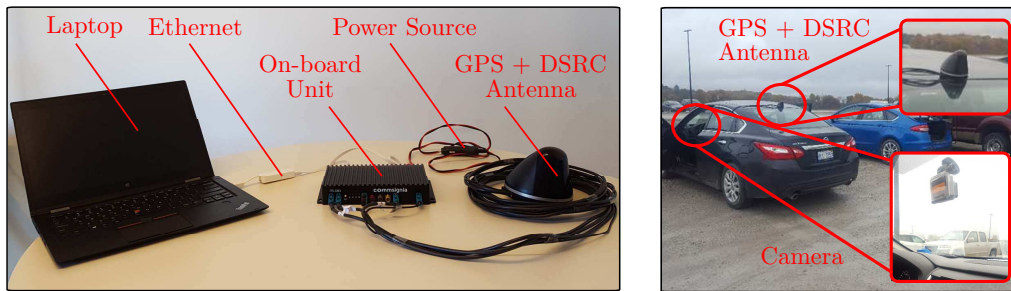 Laptop
Ethernet
Power Source
On-board
Unit
GPS + DSRC
Antenna
commsignia
GPS + DSRC
Antenna
Camera